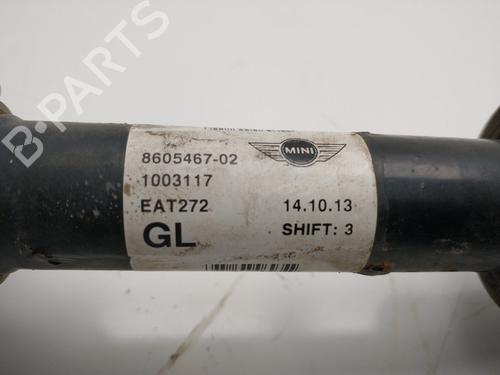 MINI
8605467-02
1003117
EAT272 14.10.13
GL SHIFT: 3
B-PARTS